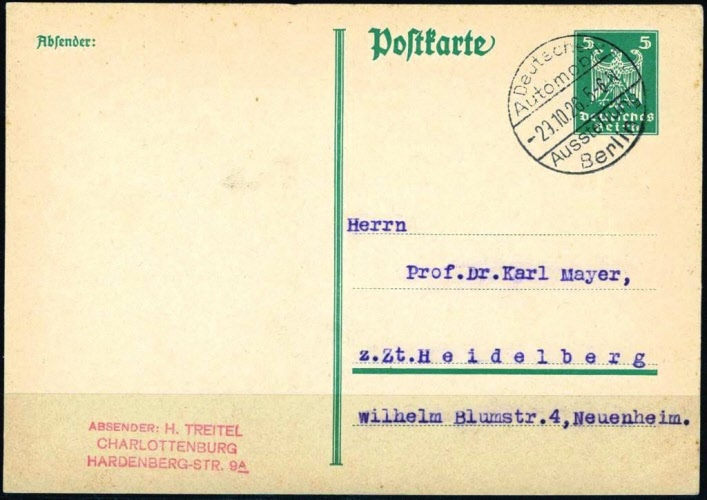 Absender:
Postkarte
5 5
Deutsches
Reich
Deutsche
Automobil
-29.10.26.
Ausstellung
Berlin
Herrn
Prof.Dr.Karl Mayer,
z.Zt.H e i d e l b e r g
Wilhelm Blumstr.4,Neuenheim.
ABSENDER: H. TREITEL
CHARLOTTENBURG
HARDENBERG-STR. 9A